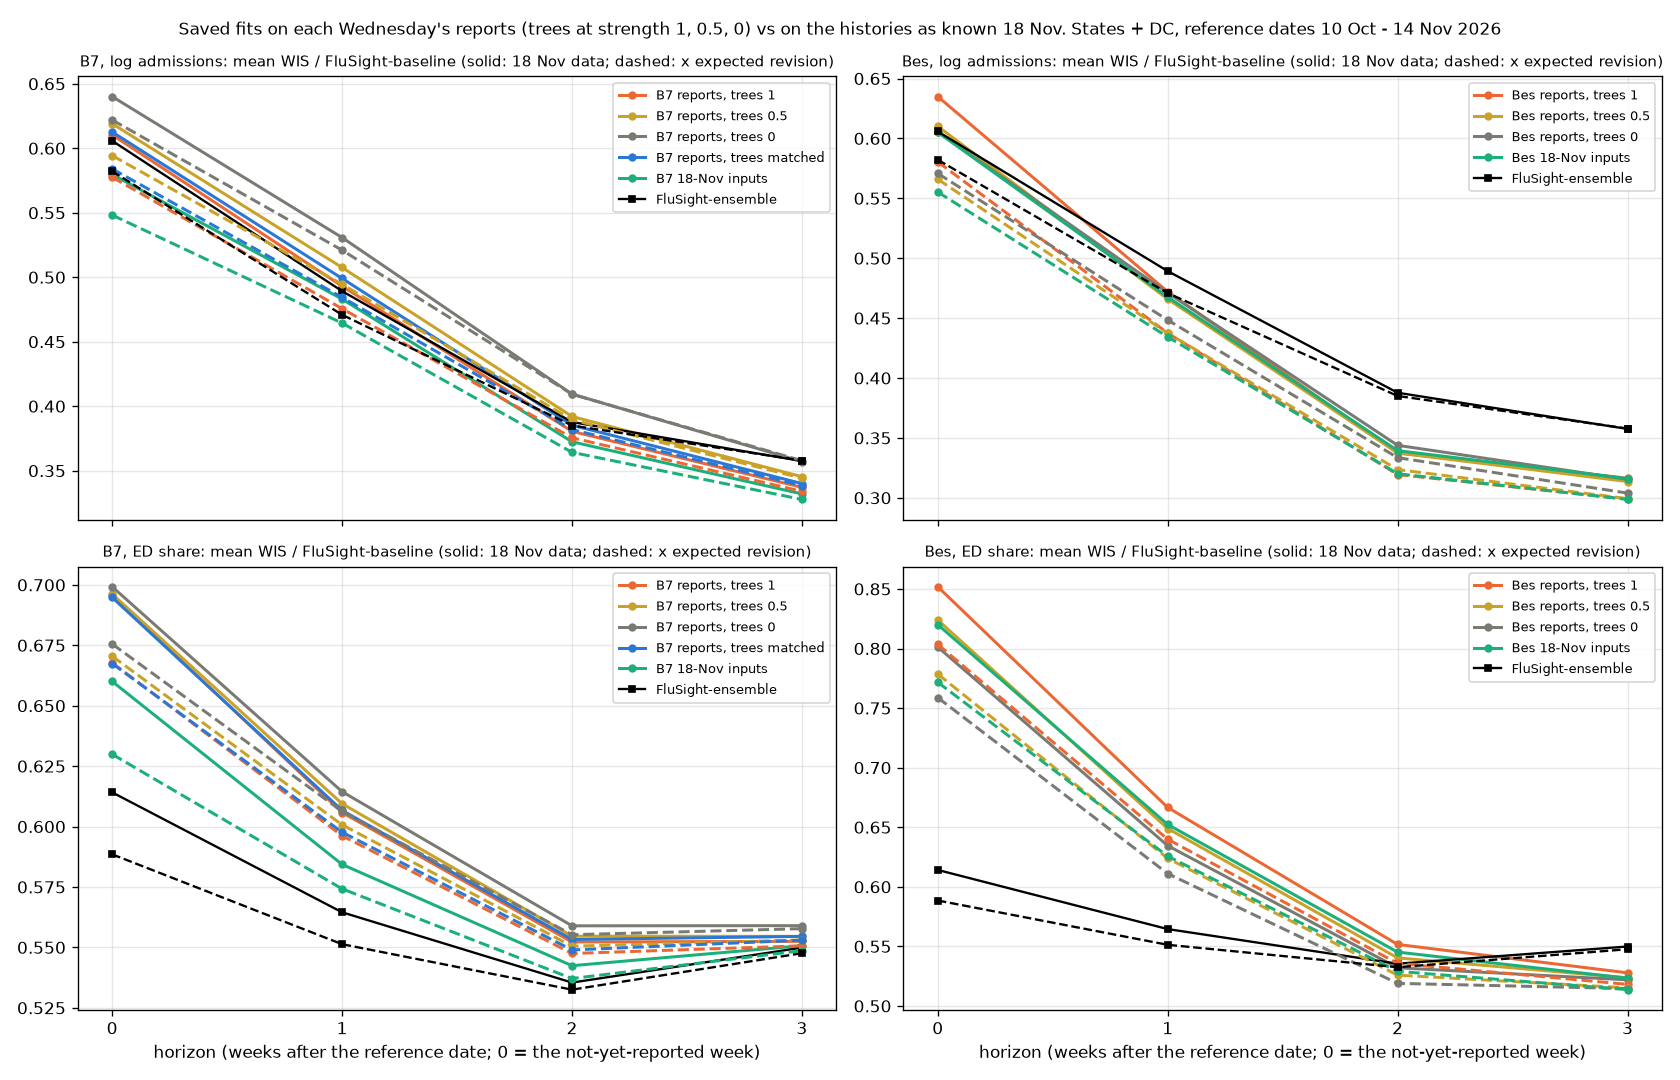 Saved fits on each Wednesday's reports (trees at strength 1, 0.5, 0) vs on the histories as known 18 Nov. States + DC, reference dates 10 Oct - 14 Nov 2026
B7, log admissions: mean WIS / FluSight-baseline (solid: 18 Nov data; dashed: x expected revision)
0.65
0.60
0.55
0.50
0.45
0.40
0.35
B7 reports, trees 1
B7 reports, trees 0.5
B7 reports, trees 0
B7 reports, trees matched
B7 18-Nov inputs
FluSight-ensemble
Bes, log admissions: mean WIS / FluSight-baseline (solid: 18 Nov data; dashed: x expected revision)
0.65
0.60
0.55
0.50
0.45
0.40
0.35
0.30
Bes reports, trees 1
Bes reports, trees 0.5
Bes reports, trees 0
Bes 18-Nov inputs
FluSight-ensemble
B7, ED share: mean WIS / FluSight-baseline (solid: 18 Nov data; dashed: x expected revision)
0.700
0.675
0.650
0.625
0.600
0.575
0.550
0.525
B7 reports, trees 1
B7 reports, trees 0.5
B7 reports, trees 0
B7 reports, trees matched
B7 18-Nov inputs
FluSight-ensemble
0 1 2 3
horizon (weeks after the reference date; 0 = the not-yet-reported week)
Bes, ED share: mean WIS / FluSight-baseline (solid: 18 Nov data; dashed: x expected revision)
0.85
0.80
0.75
0.70
0.65
0.60
0.55
0.50
Bes reports, trees 1
Bes reports, trees 0.5
Bes reports, trees 0
Bes 18-Nov inputs
FluSight-ensemble
0 1 2 3
horizon (weeks after the reference date; 0 = the not-yet-reported week)